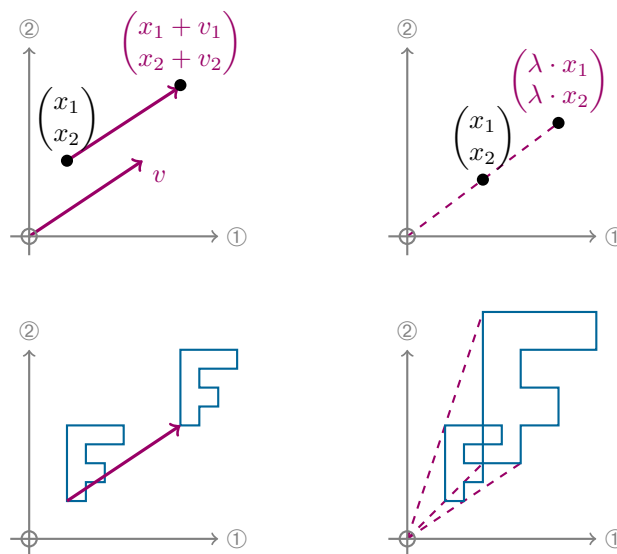 ②
(x₁ + v₁
x₂ + v₂)
(x₁
x₂)
v
①
②
(λ · x₁
λ · x₂)
(x₁
x₂)
①
②
①
②
①